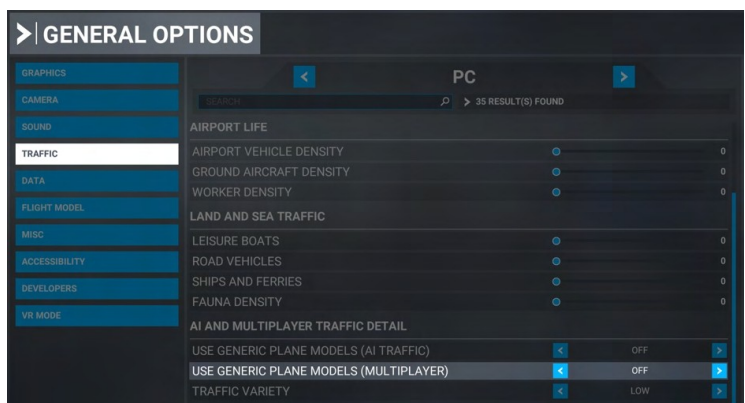 GENERAL OPTIONS
GRAPHICS
CAMERA
SOUND
TRAFFIC
DATA
FLIGHT MODEL
MISC
ACCESSIBILITY
DEVELOPERS
VR MODE
PC
SEARCH
35 RESULT(S) FOUND
AIRPORT LIFE
AIRPORT VEHICLE DENSITY 0
GROUND AIRCRAFT DENSITY 0
WORKER DENSITY 0
LAND AND SEA TRAFFIC
LEISURE BOATS 0
ROAD VEHICLES 0
SHIPS AND FERRIES 0
FAUNA DENSITY 0
AI AND MULTIPLAYER TRAFFIC DETAIL
USE GENERIC PLANE MODELS (AI TRAFFIC) OFF
USE GENERIC PLANE MODELS (MULTIPLAYER) OFF
TRAFFIC VARIETY LOW